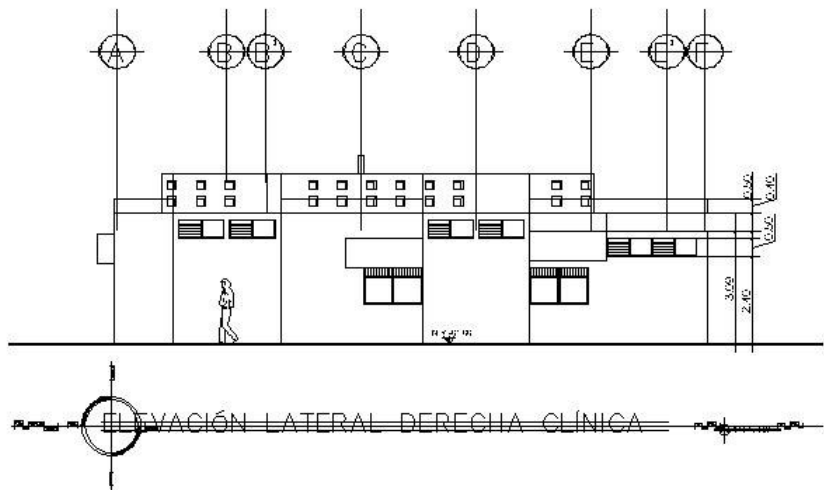 A B B' C D E E' F
0.50 0.40
0.50
3.00 2.40
ELEVACIÓN LATERAL DERECHA CLÍNICA